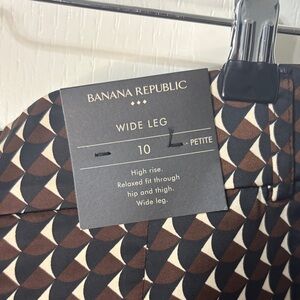 BANANA REPUBLIC
WIDE LEG
10 - PETITE
High rise.
Relaxed fit through
hip and thigh.
Wide leg.